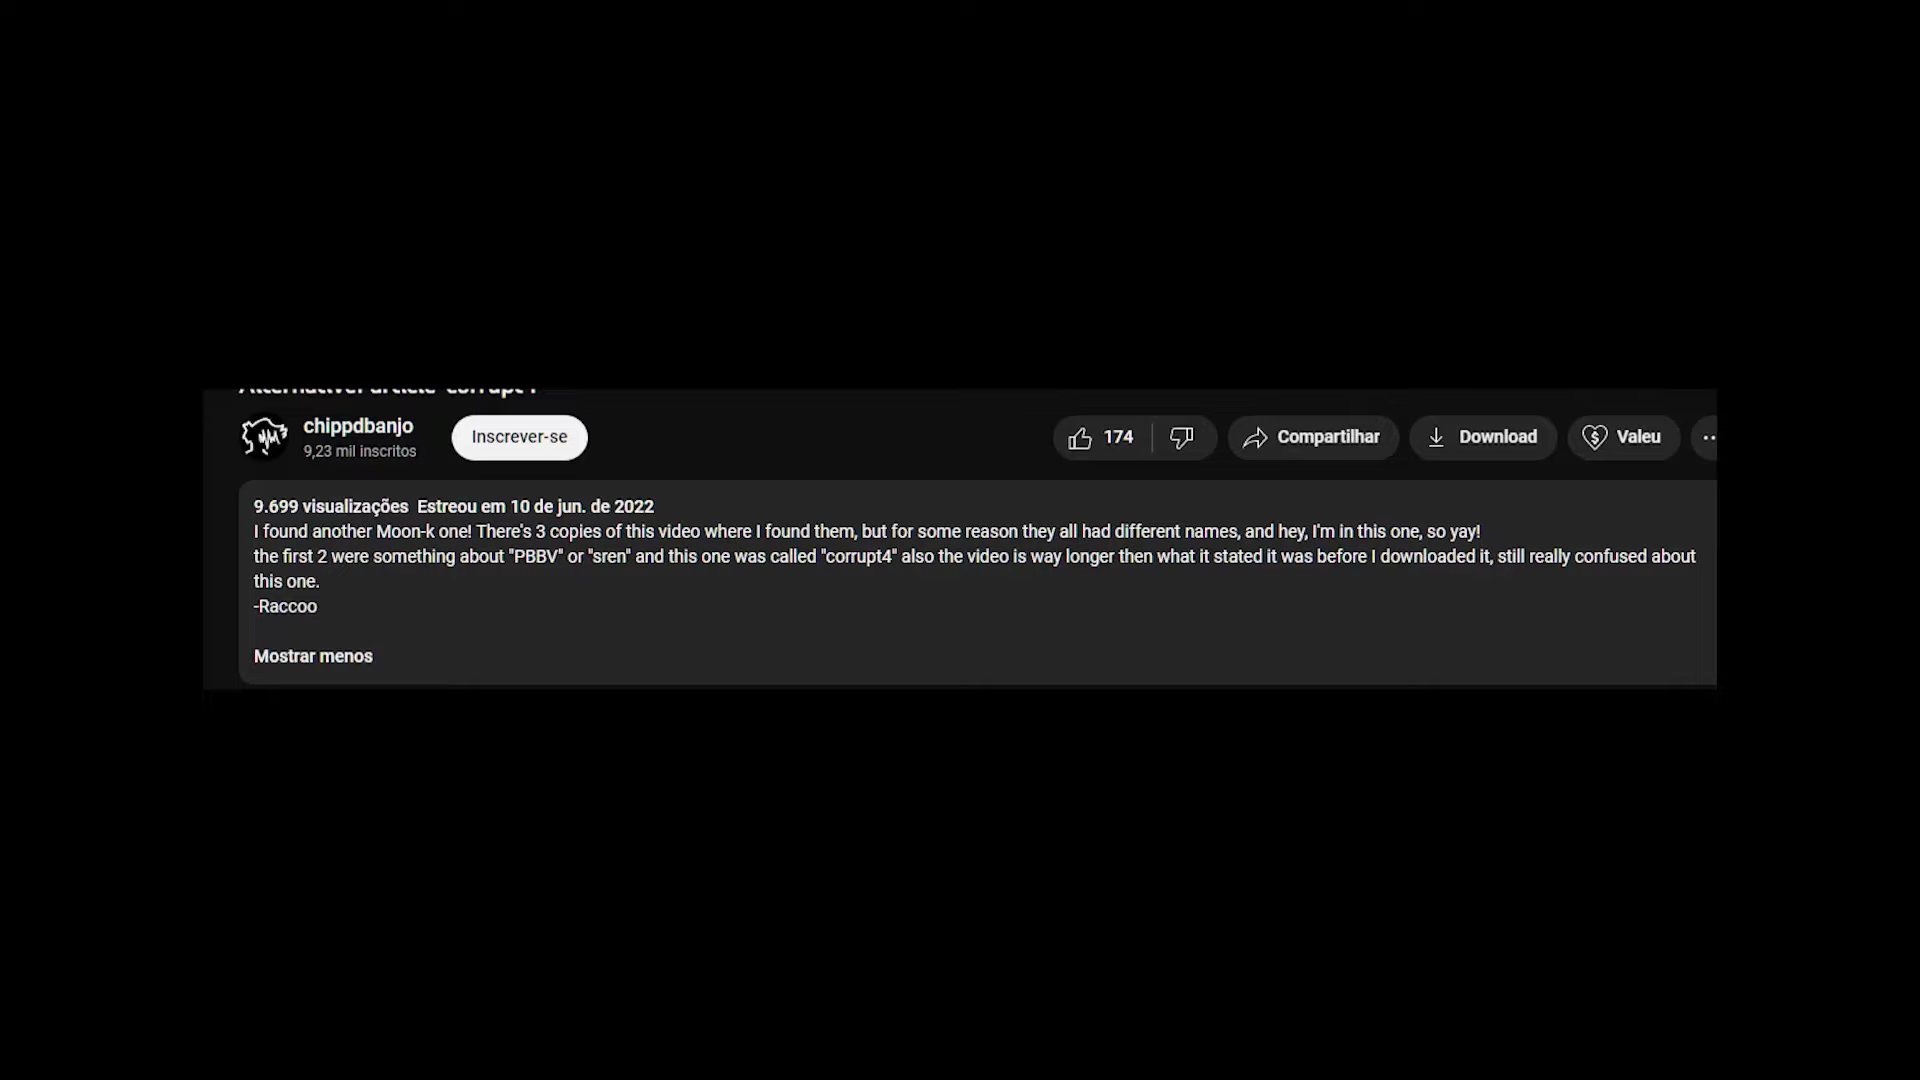 chippdbanjo
9,23 mil inscritos
Inscrever-se
174
Compartilhar
Download
Valeu
9.699 visualizações Estreou em 10 de jun. de 2022
I found another Moon-k one! There's 3 copies of this video where I found them, but for some reason they all had different names, and hey, I'm in this one, so yay!
the first 2 were something about "PBBV" or "sren" and this one was called "corrupt4" also the video is way longer then what it stated it was before I downloaded it, still really confused about
this one.
-Raccoo
Mostrar menos